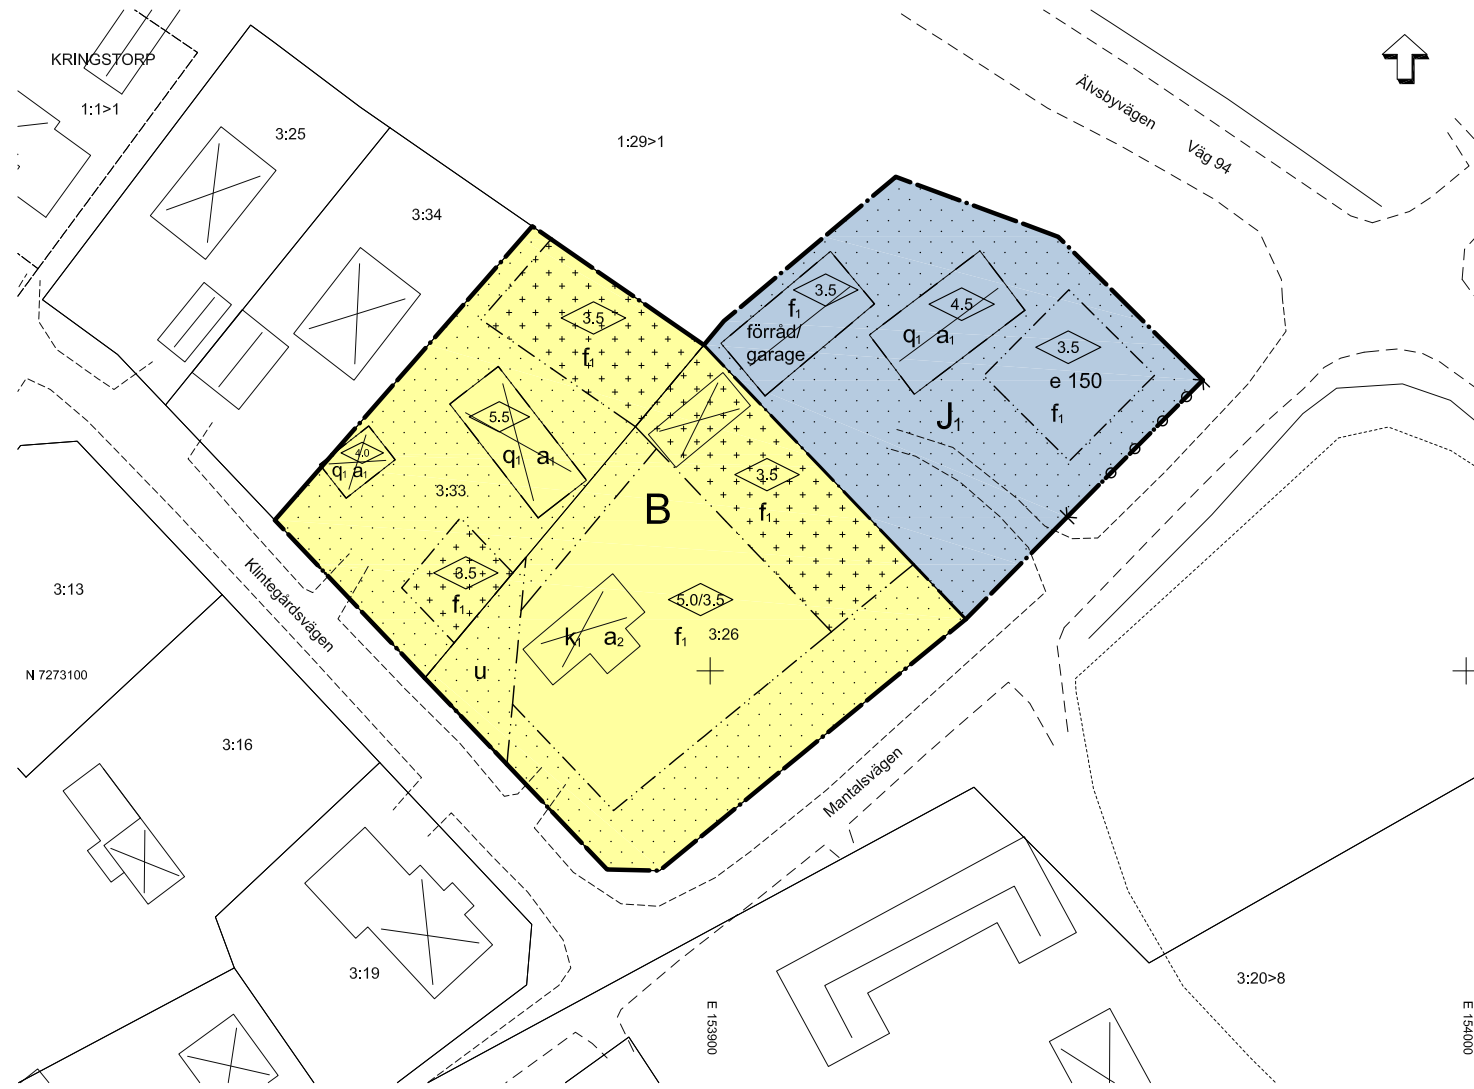 KRINGSTORP
1:1>1
3:25
1:29>1
Älvsbyvägen
Väg 94
3:34
3.5
f1
förråd/
garage
4.5
q1 a1
3.5
e 150
f1
J1
3.5
f1
5.5
q1 a1
4.0
q1 a1
3:33
B
3.5
f1
3.5
f1
5.0/3.5
f1
3:26
k1 a2
u
Klintegårdsvägen
3:13
N 7273100
3:16
Mantalsvägen
3:19
3:20>8
E 153900
E 154000